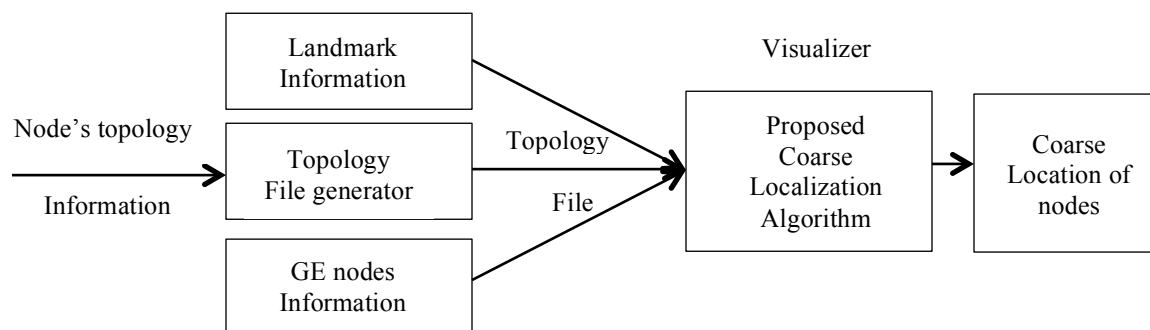 Node's topology
Information
Landmark
Information
Topology
File generator
GE nodes
Information
Topology
File
Visualizer
Proposed
Coarse
Localization
Algorithm
Coarse
Location of
nodes